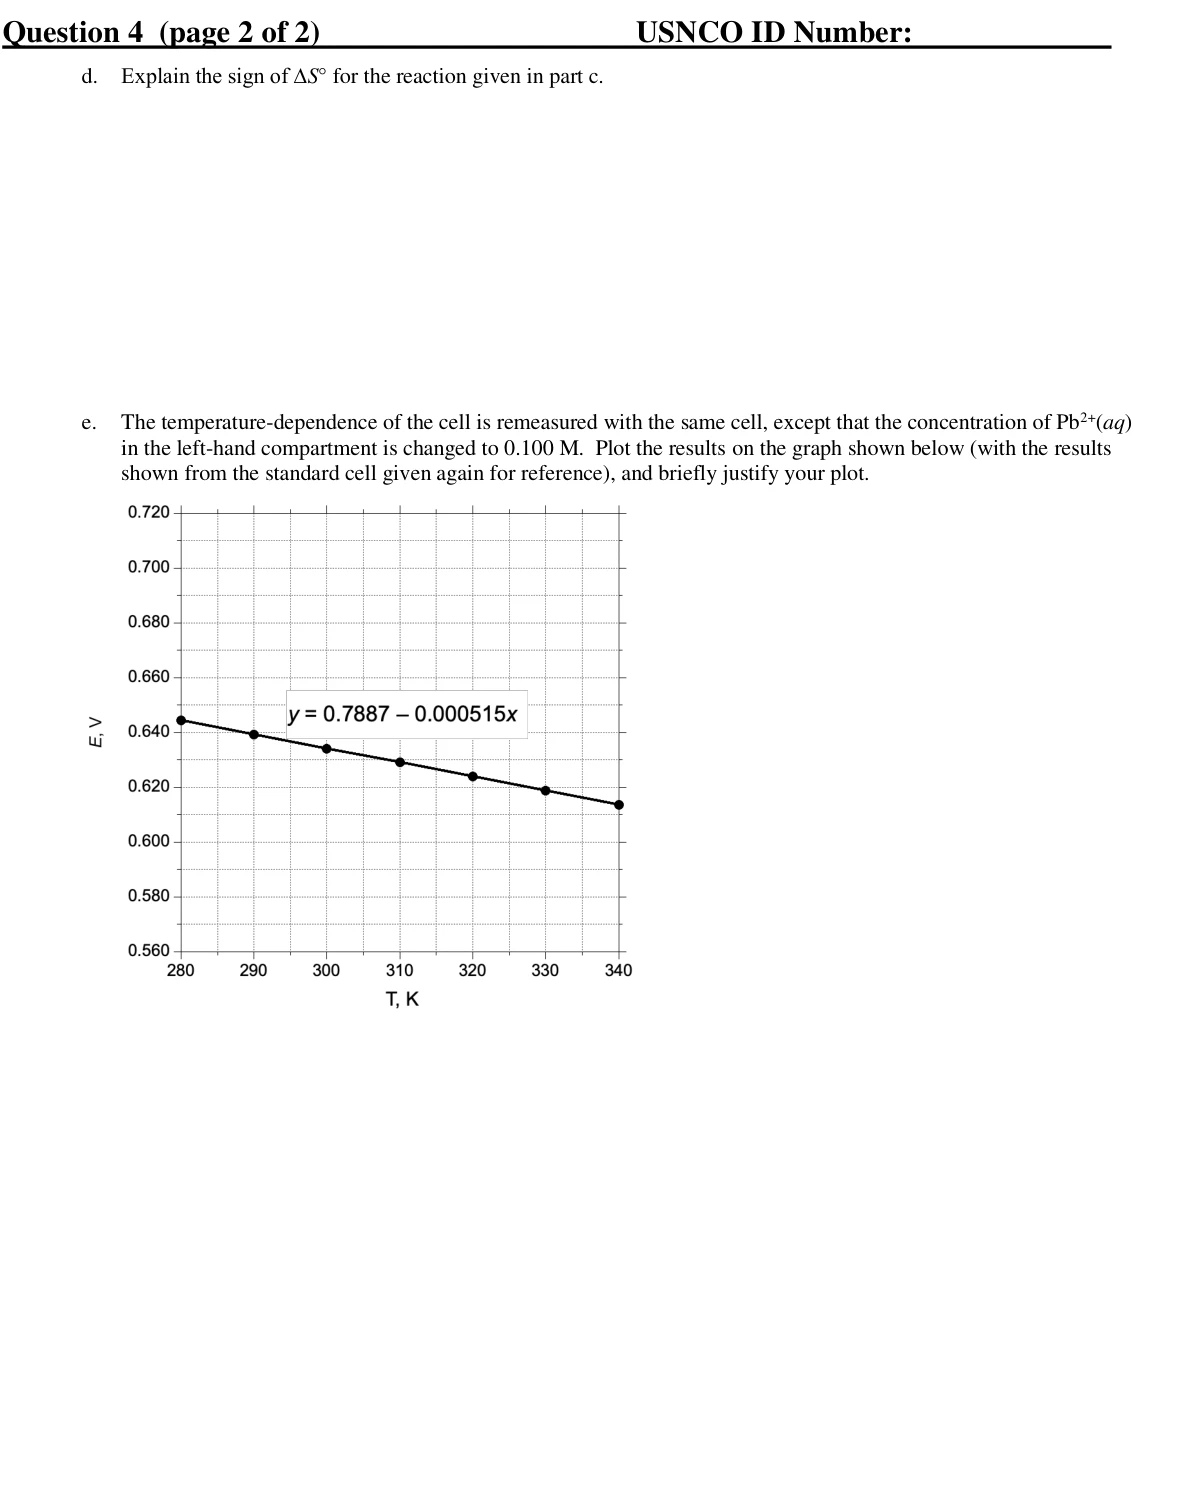 Question 4 (page 2 of 2) USNCO ID Number:
d. Explain the sign of ΔS° for the reaction given in part c.
e. The temperature-dependence of the cell is remeasured with the same cell, except that the concentration of Pb²⁺(aq)
in the left-hand compartment is changed to 0.100 M. Plot the results on the graph shown below (with the results
shown from the standard cell given again for reference), and briefly justify your plot.
0.720
0.700
0.680
0.660
y = 0.7887 – 0.000515x
E, V
0.640
0.620
0.600
0.580
0.560
280 290 300 310 320 330 340
T, K